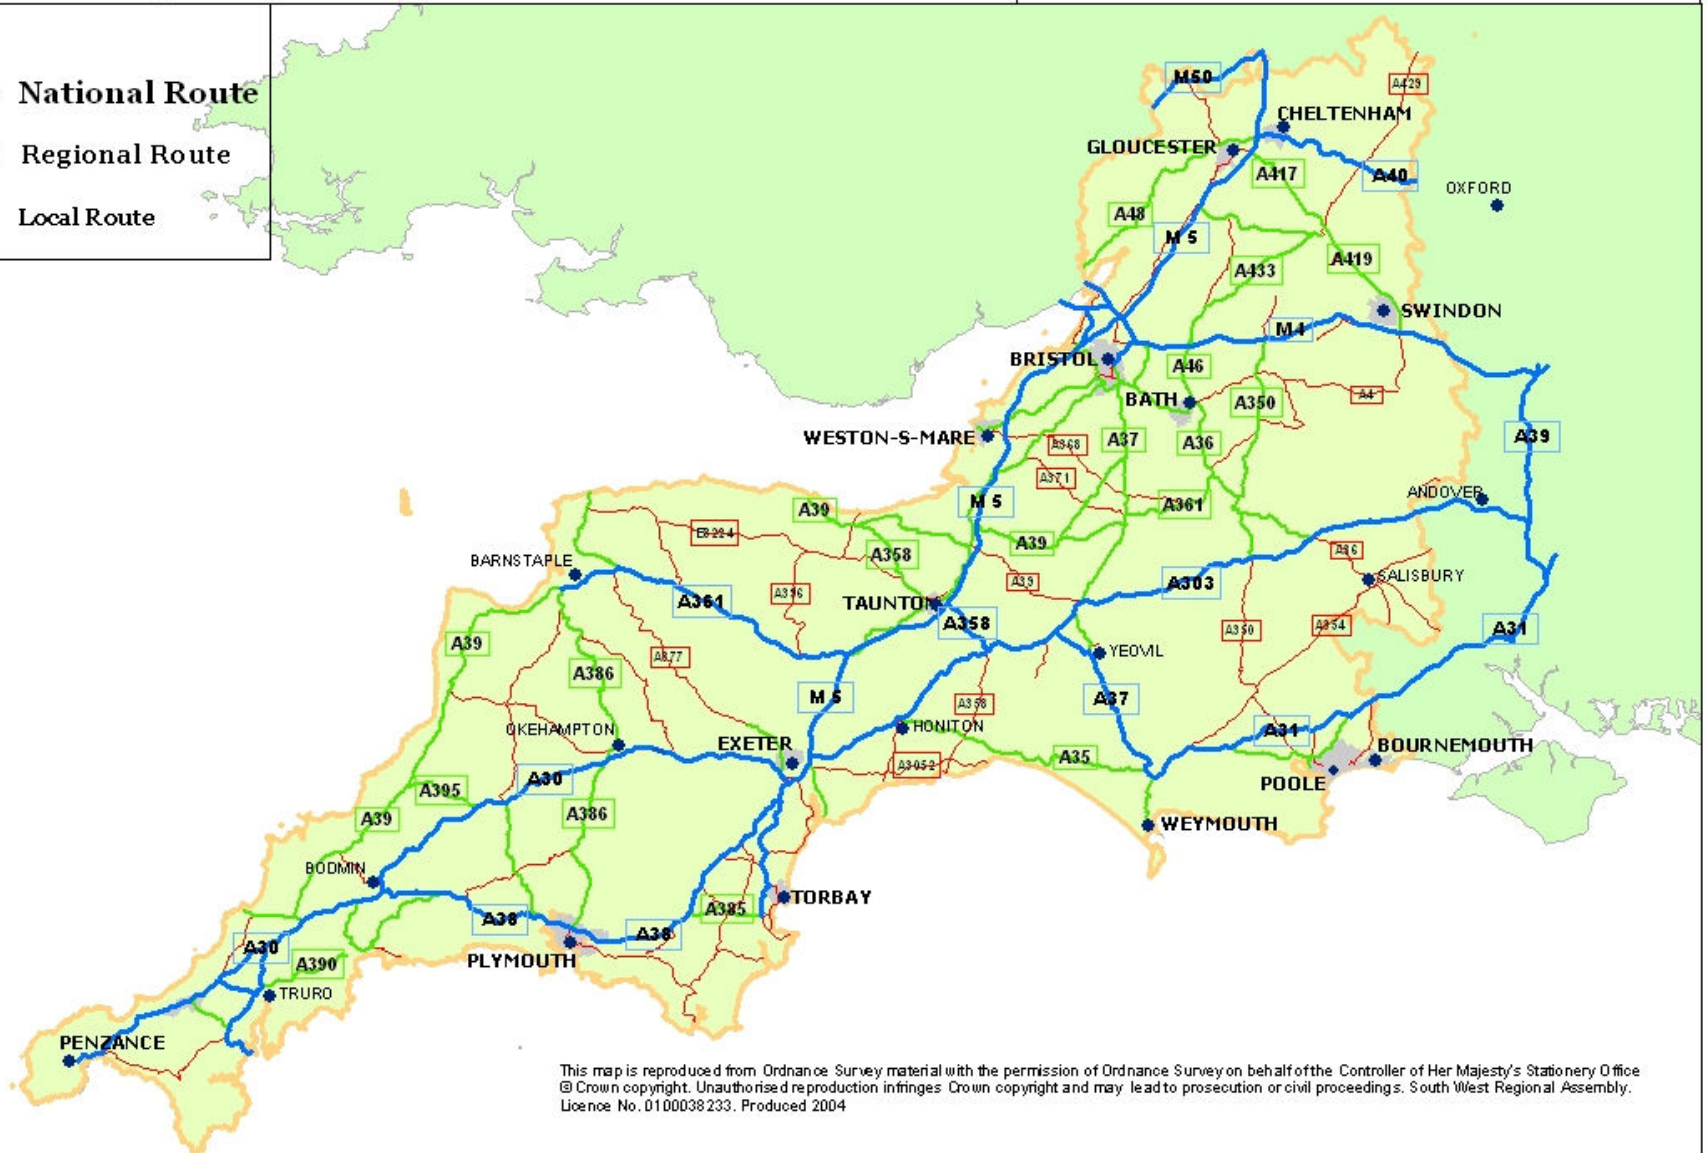 National Route
Regional Route
Local Route
M50
A429
CHELTENHAM
GLOUCESTER
A417
A40
OXFORD
A48
M 5
A433
A419
SWINDON
M4
BRISTOL
A46
BATH
A350
A4
WESTON-S-MARE
A368
A37
A36
A39
A371
M 5
A361
ANDOVER
A39
A39
A358
A36
BARNSTAPLE
A39
A303
SALISBURY
A361
A396
TAUNTON
A358
A39
A386
A377
A350
A354
A31
YEOVIL
M 5
A37
A358
OKEHAMPTON
EXETER
HONITON
A31
BOURNEMOUTH
A30
A3052
A35
POOLE
A395
A39
A386
WEYMOUTH
BODMIN
TORBAY
A38
A385
A38
A30
PLYMOUTH
A390
TRURO
PENZANCE
This map is reproduced from Ordnance Survey material with the permission of Ordnance Survey on behalf of the Controller of Her Majesty's Stationery Office
© Crown copyright. Unauthorised reproduction infringes Crown copyright and may lead to prosecution or civil proceedings. South West Regional Assembly.
Licence No. 0100038233. Produced 2004